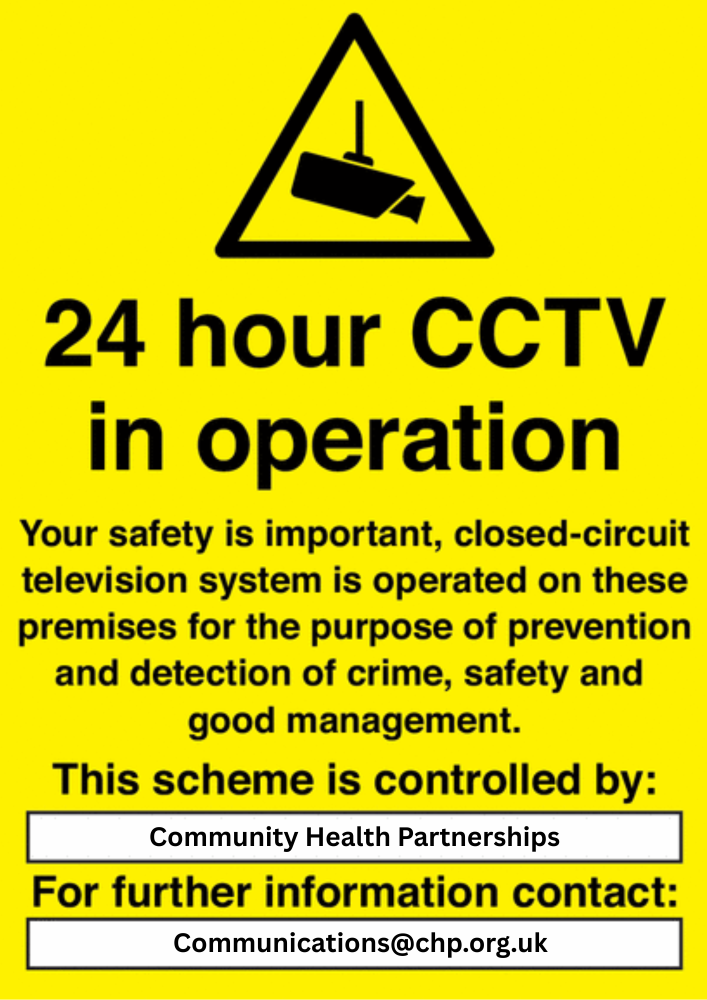 24 hour CCTV
in operation
Your safety is important, closed-circuit
television system is operated on these
premises for the purpose of prevention
and detection of crime, safety and
good management.
This scheme is controlled by:
Community Health Partnerships
For further information contact:
Communications@chp.org.uk